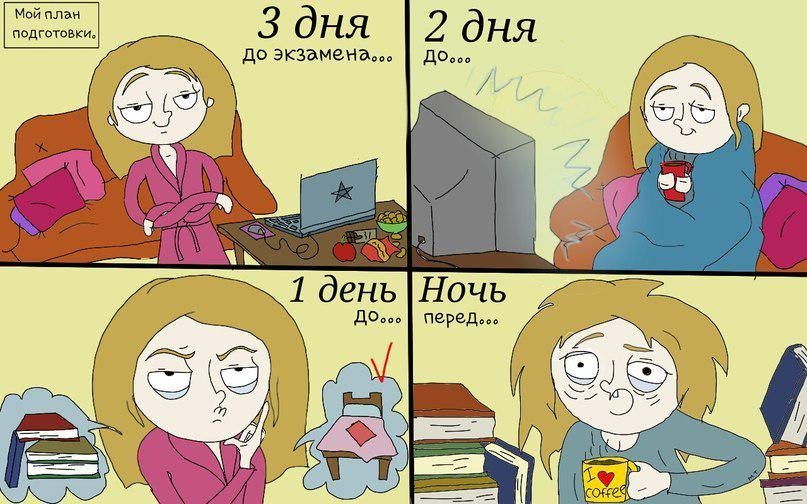 Мой план
подготовки.
3 дня
до экзамена...
2 дня
до...
1 день
до...
Ночь
перед...
I ❤
coffee